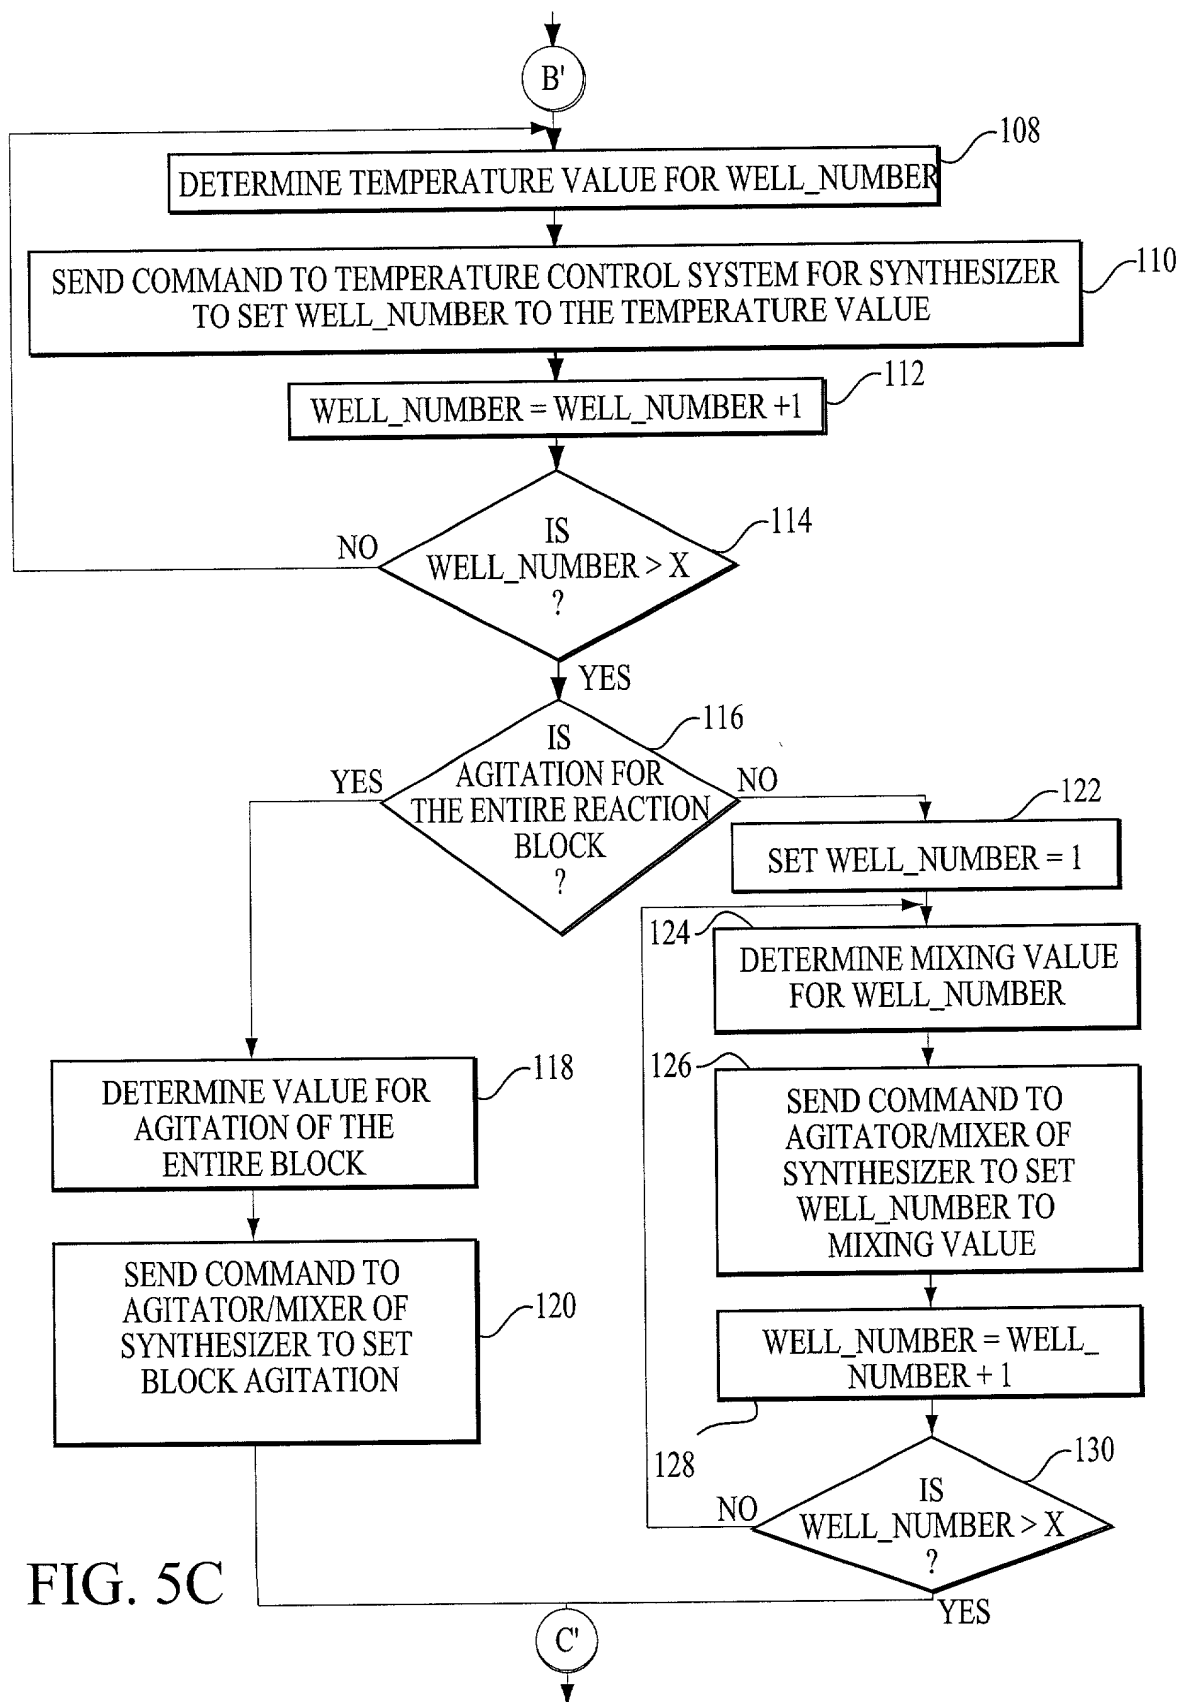 B'
108
DETERMINE TEMPERATURE VALUE FOR WELL_NUMBER
110
SEND COMMAND TO TEMPERATURE CONTROL SYSTEM FOR SYNTHESIZER
TO SET WELL_NUMBER TO THE TEMPERATURE VALUE
112
WELL_NUMBER = WELL_NUMBER +1
114
IS
WELL_NUMBER > X
?
NO
YES
116
IS
AGITATION FOR
THE ENTIRE REACTION
BLOCK
?
YES
NO
122
SET WELL_NUMBER = 1
124
DETERMINE MIXING VALUE
FOR WELL_NUMBER
118
DETERMINE VALUE FOR
AGITATION OF THE
ENTIRE BLOCK
126
SEND COMMAND TO
AGITATOR/MIXER OF
SYNTHESIZER TO SET
WELL_NUMBER TO
MIXING VALUE
120
SEND COMMAND TO
AGITATOR/MIXER OF
SYNTHESIZER TO SET
BLOCK AGITATION
WELL_NUMBER = WELL_
NUMBER + 1
128
130
IS
WELL_NUMBER > X
?
NO
YES
FIG. 5C
C'